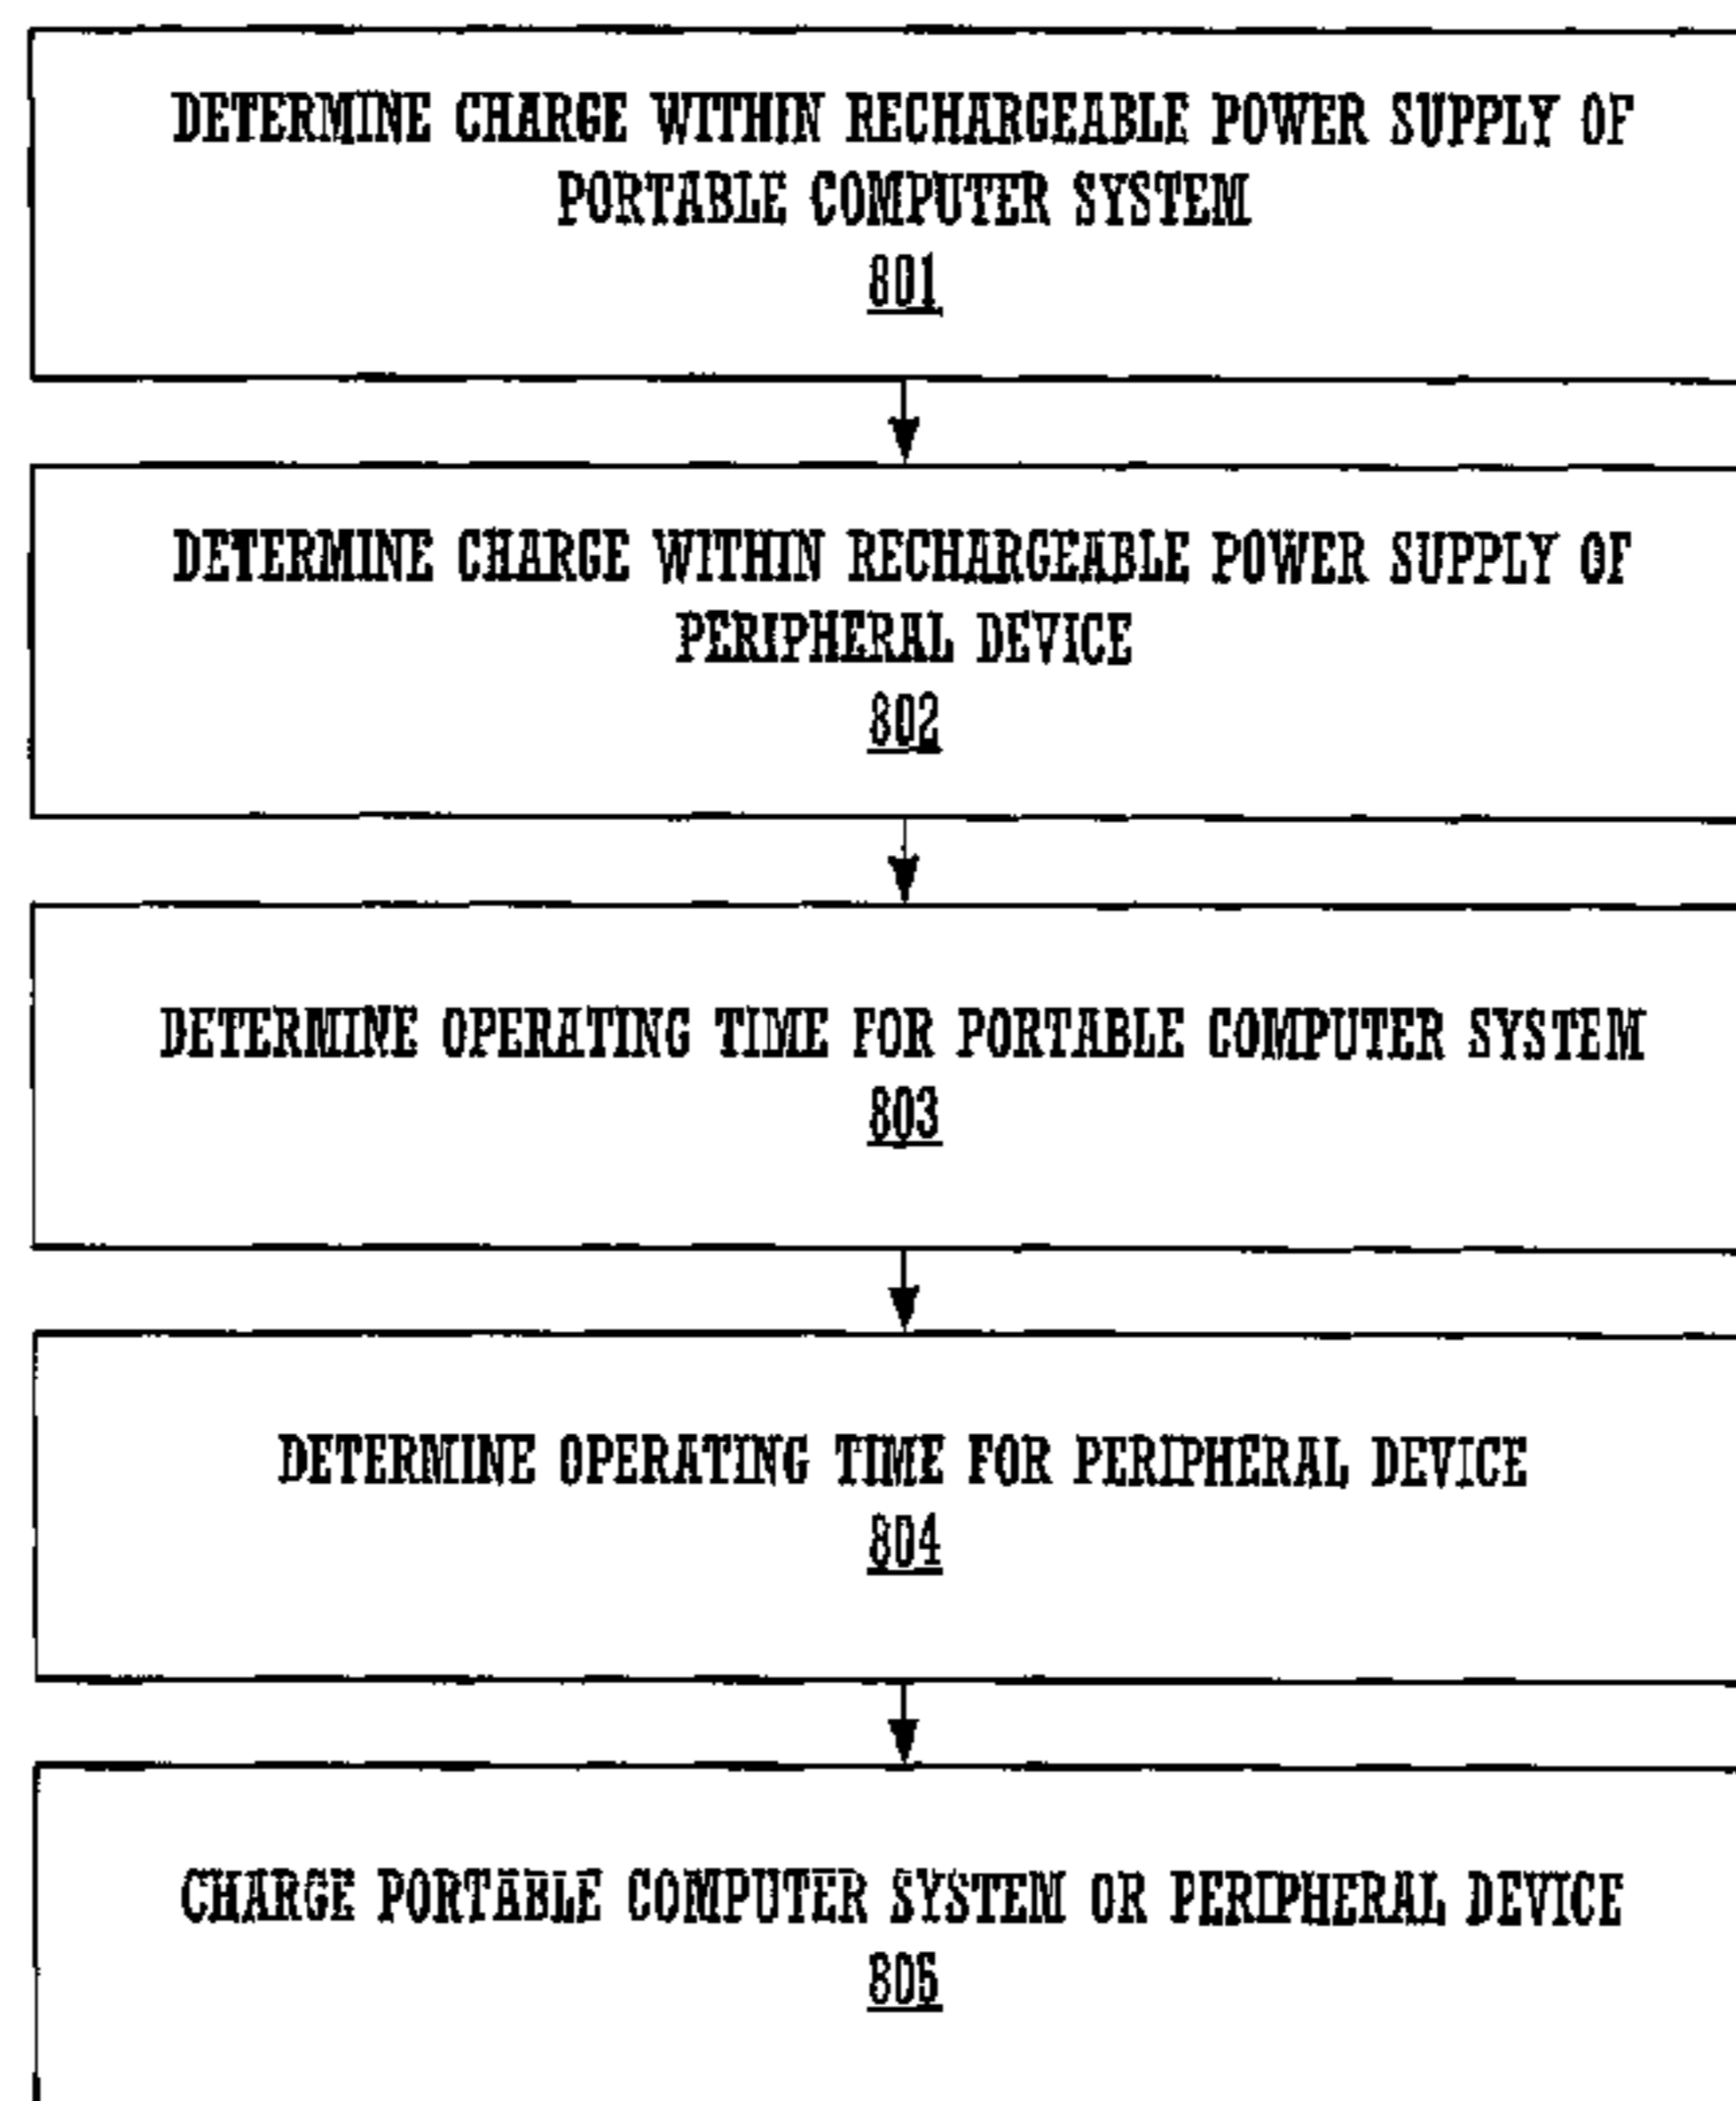 DETERMINE CHARGE WITHIN RECHARGEABLE POWER SUPPLY OF
PORTABLE COMPUTER SYSTEM
801
DETERMINE CHARGE WITHIN RECHARGEABLE POWER SUPPLY OF
PERIPHERAL DEVICE
802
DETERMINE OPERATING TIME FOR PORTABLE COMPUTER SYSTEM
803
DETERMINE OPERATING TIME FOR PERIPHERAL DEVICE
804
CHARGE PORTABLE COMPUTER SYSTEM OR PERIPHERAL DEVICE
805